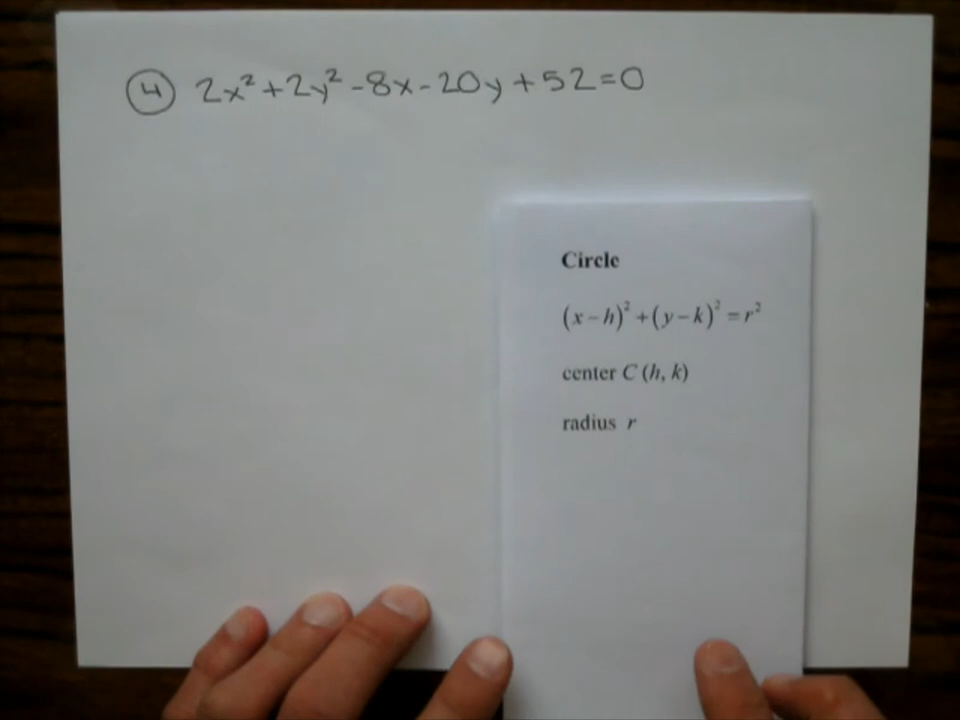 ④ 2x² + 2y² - 8x - 20y + 52 = 0
Circle
(x - h)² + (y - k)² = r²
center C (h, k)
radius r